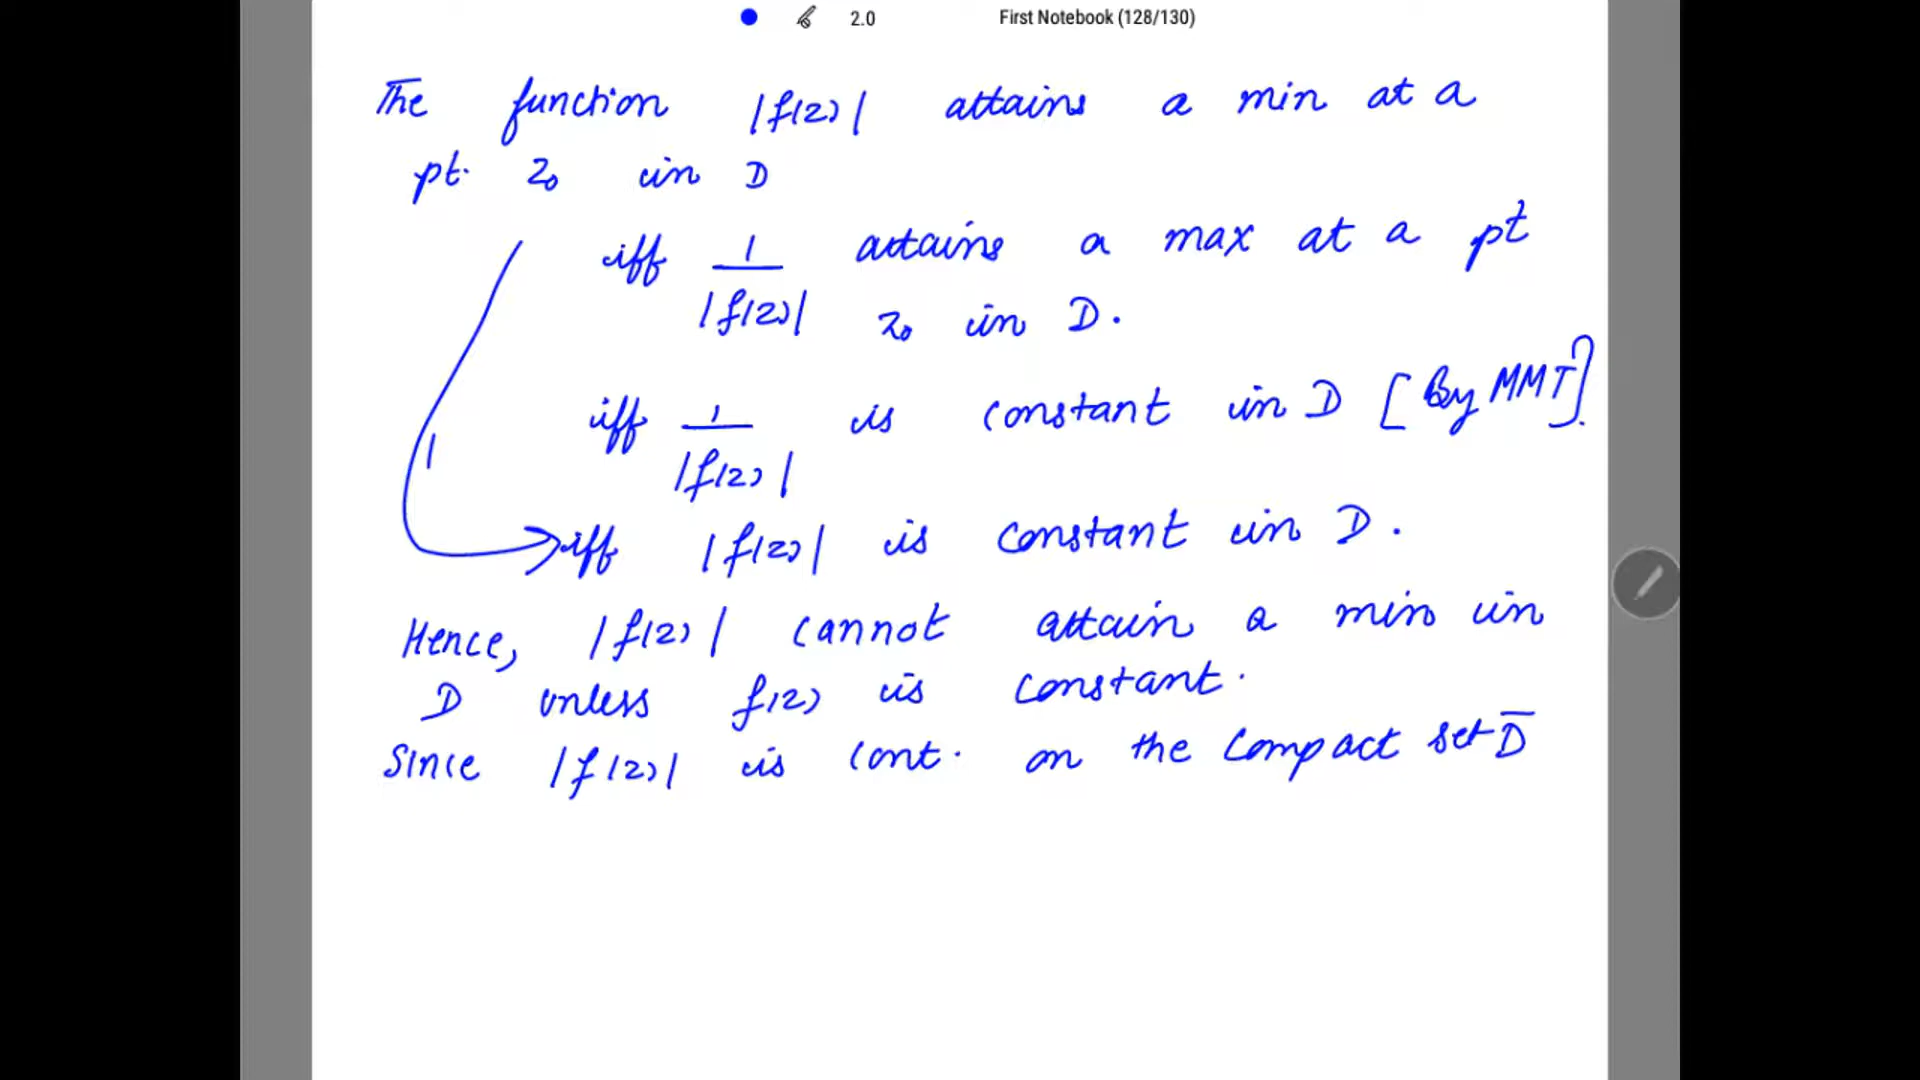 2.0 First Notebook (128/130)
The function |f(z)| attains a min at a
pt. z₀ in D
iff 1/|f(z)| attains a max at a pt
z₀ in D.
iff 1/|f(z)| is constant in D [By MMT].
iff |f(z)| is constant in D.
Hence, |f(z)| cannot attain a min in
D unless f(z) is constant.
Since |f(z)| is cont. on the compact set D̅